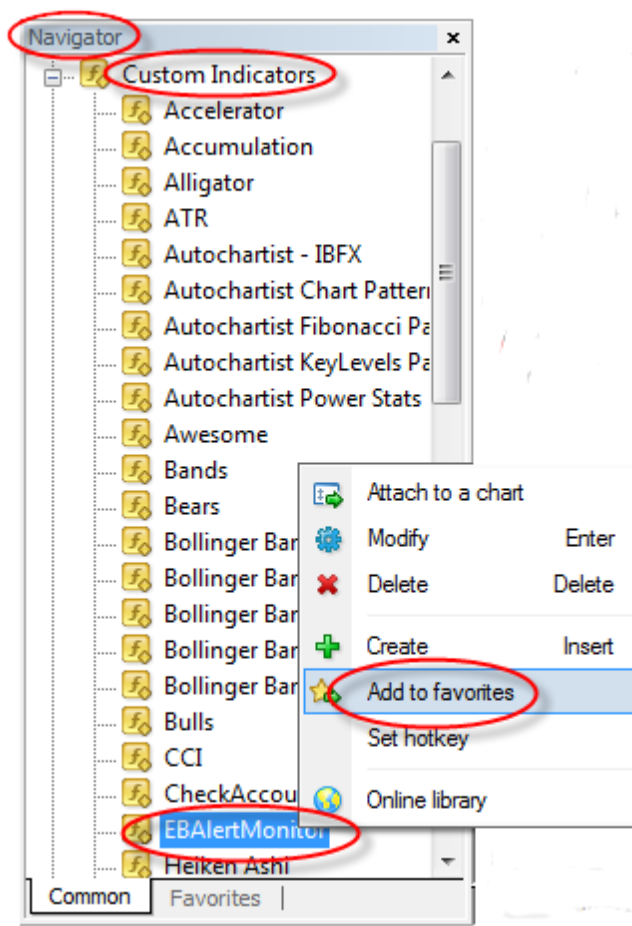 Navigator
Custom Indicators
Accelerator
Accumulation
Alligator
ATR
Autochartist - IBFX
Autochartist Chart Pattern
Autochartist Fibonacci Pa
Autochartist KeyLevels Pa
Autochartist Power Stats
Awesome
Bands
Bears
Bollinger Bar
Bollinger Bar
Bollinger Bar
Bollinger Bar
Bollinger Bar
Bulls
CCI
CheckAccou
EBAlertMonitor
Heiken Ashi
Attach to a chart
Modify Enter
Delete Delete
Create Insert
Add to favorites
Set hotkey
Online library
Common Favorites